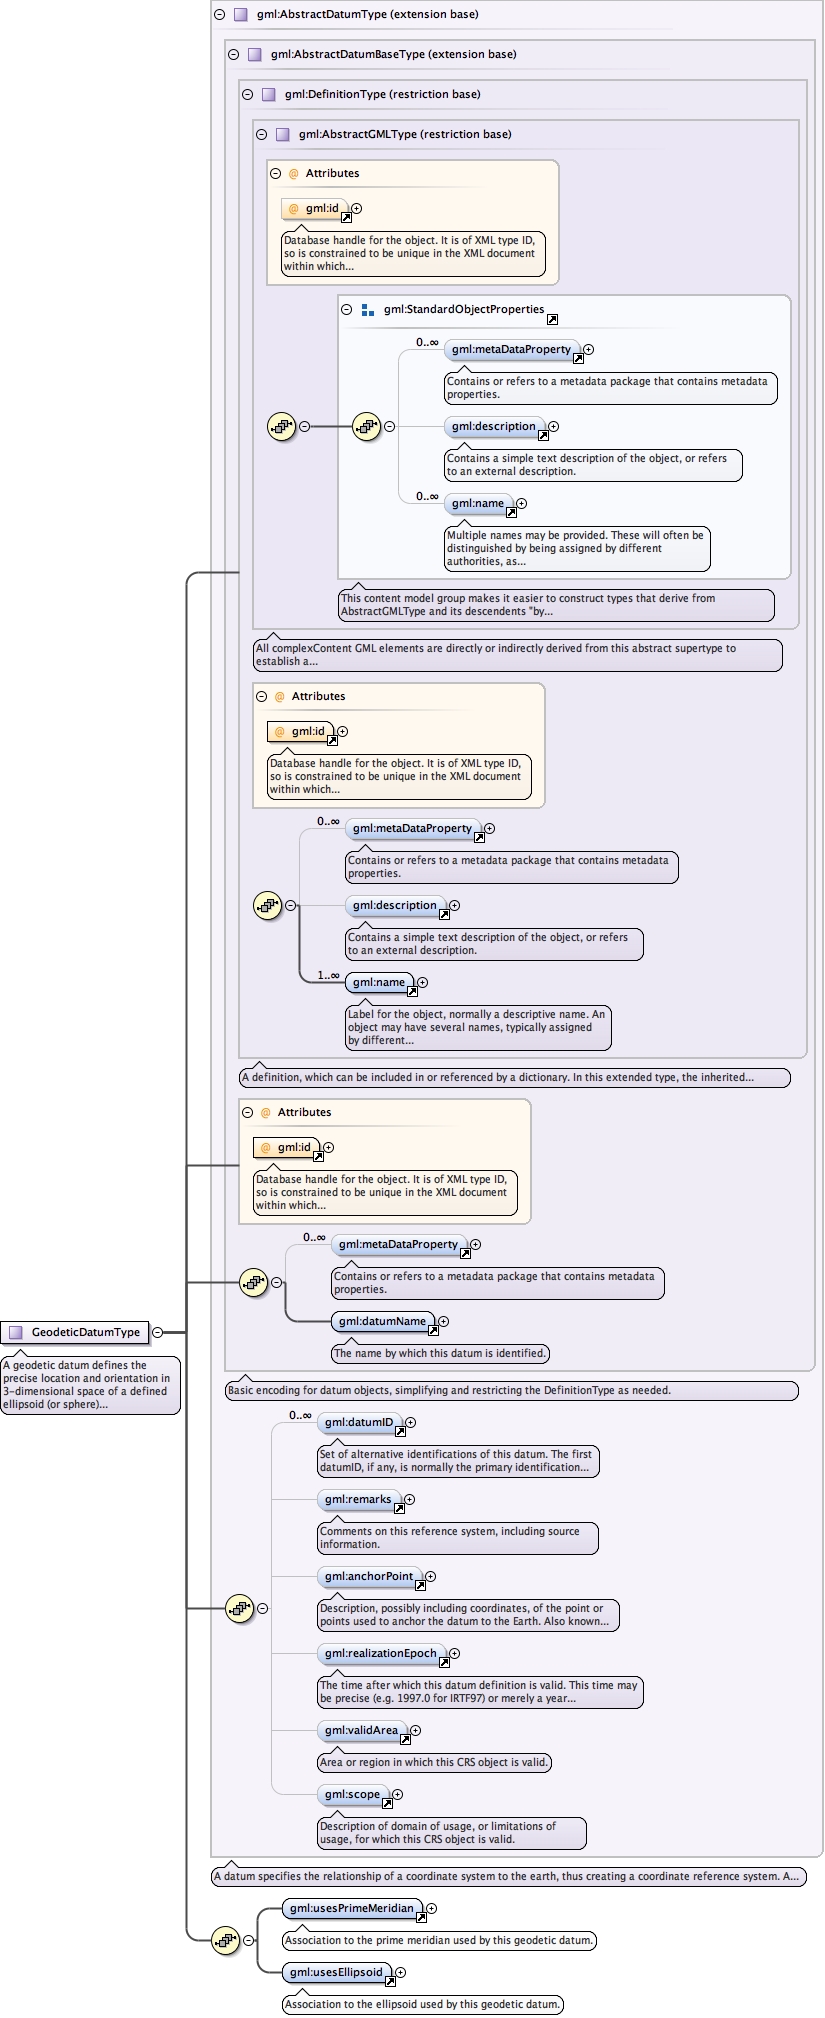 gml:AbstractDatumType (extension base)
gml:AbstractDatumBaseType (extension base)
gml:DefinitionType (restriction base)
gml:AbstractGMLType (restriction base)
@ Attributes
@ gml:id
Database handle for the object. It is of XML type ID,
so is constrained to be unique in the XML document
within which...
gml:StandardObjectProperties
0..∞
gml:metaDataProperty
Contains or refers to a metadata package that contains metadata
properties.
gml:description
Contains a simple text description of the object, or refers
to an external description.
0..∞
gml:name
Multiple names may be provided. These will often be
distinguished by being assigned by different
authorities, as...
This content model group makes it easier to construct types that derive from
AbstractGMLType and its descendents "by...
All complexContent GML elements are directly or indirectly derived from this abstract supertype to
establish a...
@ Attributes
@ gml:id
Database handle for the object. It is of XML type ID,
so is constrained to be unique in the XML document
within which...
0..∞
gml:metaDataProperty
Contains or refers to a metadata package that contains metadata
properties.
gml:description
Contains a simple text description of the object, or refers
to an external description.
1..∞
gml:name
Label for the object, normally a descriptive name. An
object may have several names, typically assigned
by different...
A definition, which can be included in or referenced by a dictionary. In this extended type, the inherited...
@ Attributes
@ gml:id
Database handle for the object. It is of XML type ID,
so is constrained to be unique in the XML document
within which...
0..∞
gml:metaDataProperty
Contains or refers to a metadata package that contains metadata
properties.
gml:datumName
The name by which this datum is identified.
GeodeticDatumType
A geodetic datum defines the
precise location and orientation in
3-dimensional space of a defined
ellipsoid (or sphere)...
Basic encoding for datum objects, simplifying and restricting the DefinitionType as needed.
0..∞
gml:datumID
Set of alternative identifications of this datum. The first
datumID, if any, is normally the primary identification...
gml:remarks
Comments on this reference system, including source
information.
gml:anchorPoint
Description, possibly including coordinates, of the point or
points used to anchor the datum to the Earth. Also known...
gml:realizationEpoch
The time after which this datum definition is valid. This time may
be precise (e.g. 1997.0 for IRTF97) or merely a year...
gml:validArea
Area or region in which this CRS object is valid.
gml:scope
Description of domain of usage, or limitations of
usage, for which this CRS object is valid.
A datum specifies the relationship of a coordinate system to the earth, thus creating a coordinate reference system. A...
gml:usesPrimeMeridian
Association to the prime meridian used by this geodetic datum.
gml:usesEllipsoid
Association to the ellipsoid used by this geodetic datum.